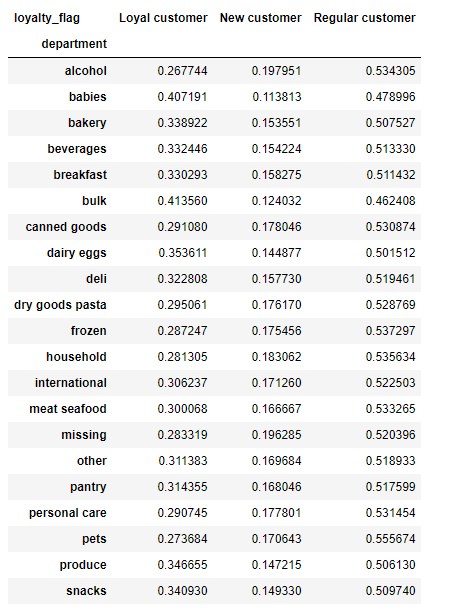 loyalty_flag Loyal customer New customer Regular customer
department
alcohol 0.267744 0.197951 0.534305
babies 0.407191 0.113813 0.478996
bakery 0.338922 0.153551 0.507527
beverages 0.332446 0.154224 0.513330
breakfast 0.330293 0.158275 0.511432
bulk 0.413560 0.124032 0.462408
canned goods 0.291080 0.178046 0.530874
dairy eggs 0.353611 0.144877 0.501512
deli 0.322808 0.157730 0.519461
dry goods pasta 0.295061 0.176170 0.528769
frozen 0.287247 0.175456 0.537297
household 0.281305 0.183062 0.535634
international 0.306237 0.171260 0.522503
meat seafood 0.300068 0.166667 0.533265
missing 0.283319 0.196285 0.520396
other 0.311383 0.169684 0.518933
pantry 0.314355 0.168046 0.517599
personal care 0.290745 0.177801 0.531454
pets 0.273684 0.170643 0.555674
produce 0.346655 0.147215 0.506130
snacks 0.340930 0.149330 0.509740